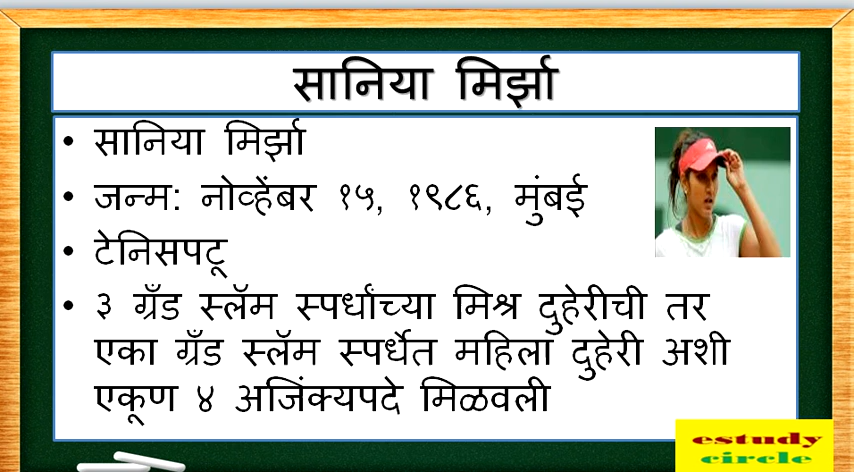 सानिया मिर्झा
• सानिया मिर्झा
• जन्म: नोव्हेंबर १५, १९८६, मुंबई
• टेनिसपटू
• ३ ग्रँड स्लॅम स्पर्धांच्या मिश्र दुहेरीची तर
एका ग्रँड स्लॅम स्पर्धेत महिला दुहेरी अशी
एकूण ४ अजिंक्यपदे मिळवली
estudy
circle